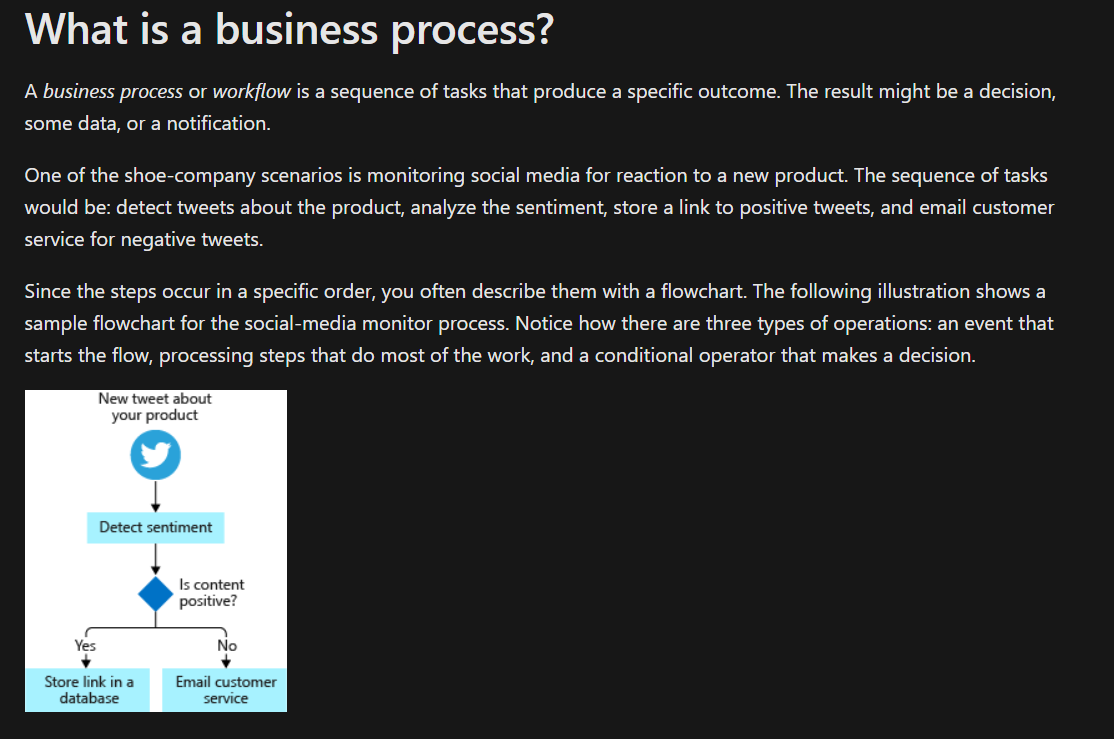 What is a business process?
A business process or workflow is a sequence of tasks that produce a specific outcome. The result might be a decision,
some data, or a notification.
One of the shoe-company scenarios is monitoring social media for reaction to a new product. The sequence of tasks
would be: detect tweets about the product, analyze the sentiment, store a link to positive tweets, and email customer
service for negative tweets.
Since the steps occur in a specific order, you often describe them with a flowchart. The following illustration shows a
sample flowchart for the social-media monitor process. Notice how there are three types of operations: an event that
starts the flow, processing steps that do most of the work, and a conditional operator that makes a decision.
New tweet about
your product
Detect sentiment
Is content
positive?
Yes
No
Store link in a
database
Email customer
service